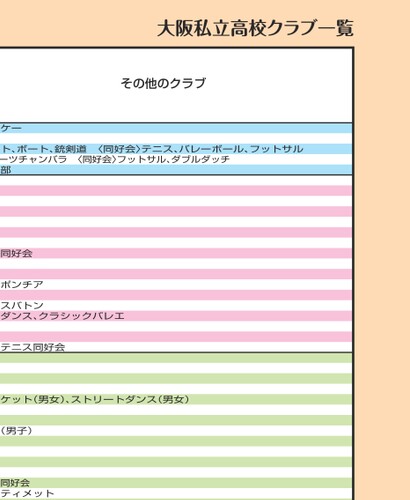 大阪私立高校クラブ一覧
その他のクラブ
ケー
ト、ボート、銃剣道 〈同好会〉テニス、バレーボール、フットサル
ーツチャンバラ 〈同好会〉フットサル、ダブルダッチ
部
同好会
ポンチア
スバトン
ダンス、クラシックバレエ
テニス同好会
ケット(男女)、ストリートダンス(男女)
(男子)
同好会
ティメット